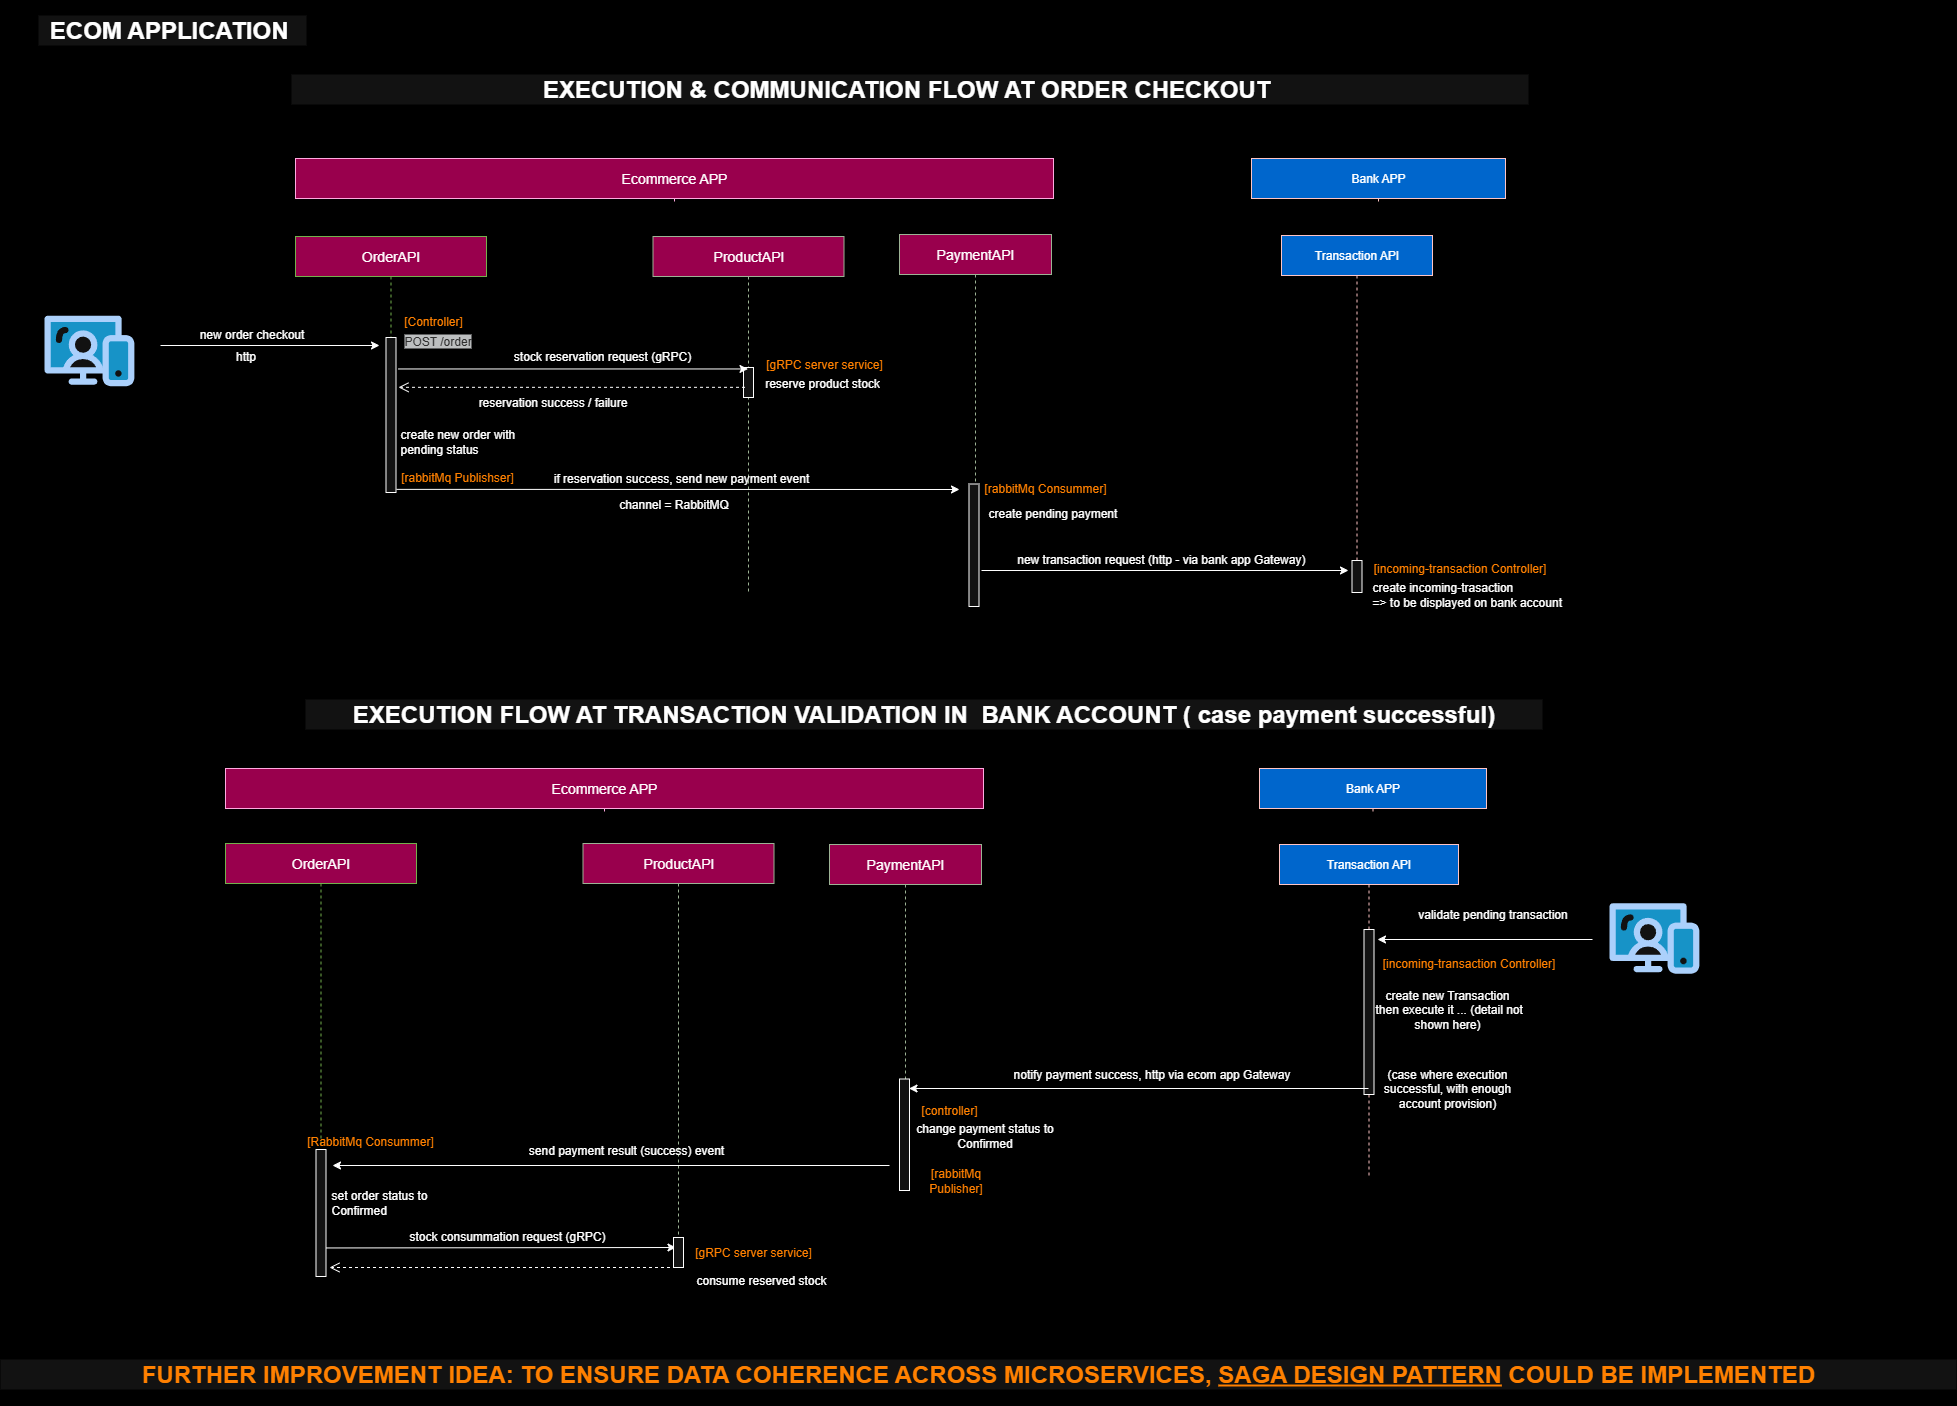 ECOM APPLICATION
EXECUTION & COMMUNICATION FLOW AT ORDER CHECKOUT
Ecommerce APP
Bank APP
OrderAPI
ProductAPI
PaymentAPI
Transaction API
[Controller]
new order checkout
POST /order
http
stock reservation request (gRPC)
[gRPC server service]
reserve product stock
reservation success / failure
create new order with
pending status
[rabbitMq Publishser]
if reservation success, send new payment event
[rabbitMq Consummer]
channel = RabbitMQ
create pending payment
new transaction request (http - via bank app Gateway)
[incoming-transaction Controller]
create incoming-trasaction
=> to be displayed on bank account
EXECUTION FLOW AT TRANSACTION VALIDATION IN  BANK ACCOUNT ( case payment successful)
Ecommerce APP
Bank APP
OrderAPI
ProductAPI
PaymentAPI
Transaction API
validate pending transaction
[incoming-transaction Controller]
create new Transaction
then execute it ... (detail not
shown here)
notify payment success, http via ecom app Gateway
(case where execution
successful, with enough
account provision)
[controller]
change payment status to
Confirmed
[RabbitMq Consummer]
send payment result (success) event
[rabbitMq
Publisher]
set order status to
Confirmed
stock consummation request (gRPC)
[gRPC server service]
consume reserved stock
FURTHER IMPROVEMENT IDEA: TO ENSURE DATA COHERENCE ACROSS MICROSERVICES, SAGA DESIGN PATTERN COULD BE IMPLEMENTED